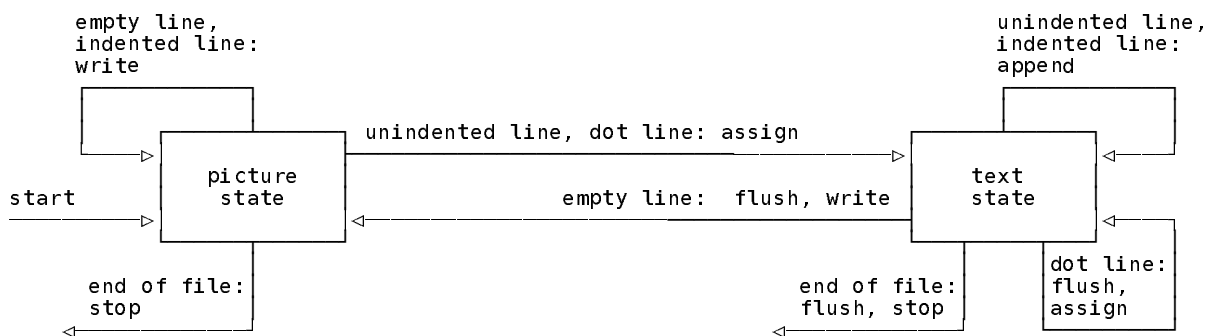 empty line,
indented line:
write
unindented line,
indented line:
append
unindented line, dot line: assign
picture
state
text
state
start
empty line:  flush, write
end of file:
stop
end of file:
flush, stop
dot line:
flush,
assign